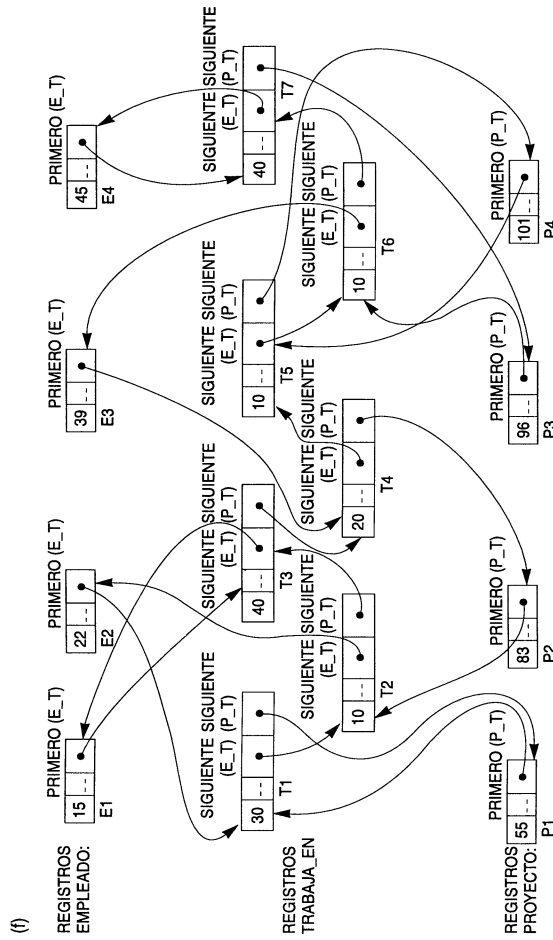 (f)
REGISTROS
EMPLEADO:
PRIMERO (E_T)
15 --
E1
PRIMERO (E_T)
22 --
E2
PRIMERO (E_T)
39 --
E3
PRIMERO (E_T)
45 --
E4
REGISTROS
TRABAJA_EN
SIGUIENTE SIGUIENTE
(E_T) (P_T)
30 --
T1
SIGUIENTE SIGUIENTE
(E_T) (P_T)
10 --
T2
SIGUIENTE SIGUIENTE
(E_T) (P_T)
40 --
T3
SIGUIENTE SIGUIENTE
(E_T) (P_T)
20 --
T4
SIGUIENTE SIGUIENTE
(E_T) (P_T)
10 --
T5
SIGUIENTE SIGUIENTE
(E_T) (P_T)
10 --
T6
SIGUIENTE SIGUIENTE
(E_T) (P_T)
40 --
T7
REGISTROS
PROYECTO:
PRIMERO (P_T)
55 --
P1
PRIMERO (P_T)
83 --
P2
PRIMERO (P_T)
96 --
P3
PRIMERO (P_T)
101 --
P4